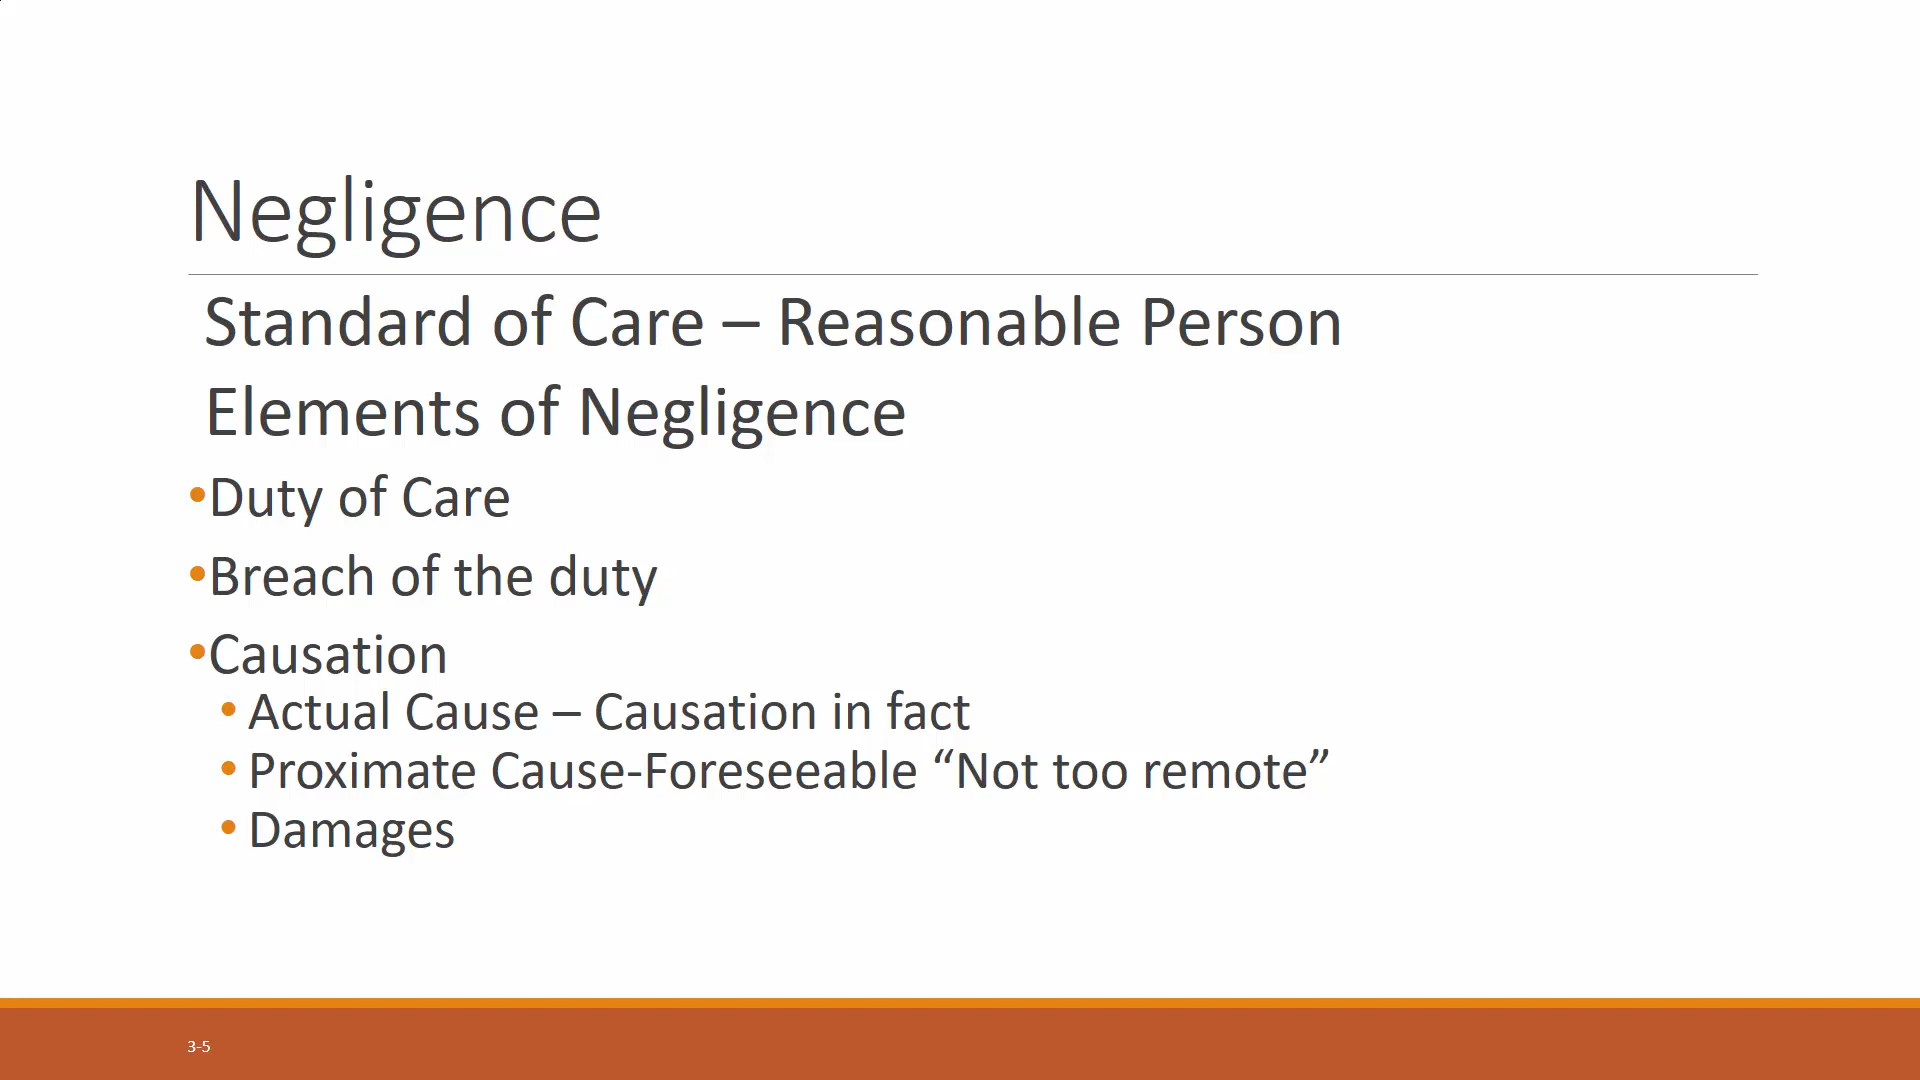 Negligence
Standard of Care – Reasonable Person
Elements of Negligence
•Duty of Care
•Breach of the duty
•Causation
• Actual Cause – Causation in fact
• Proximate Cause-Foreseeable “Not too remote”
• Damages
3-5